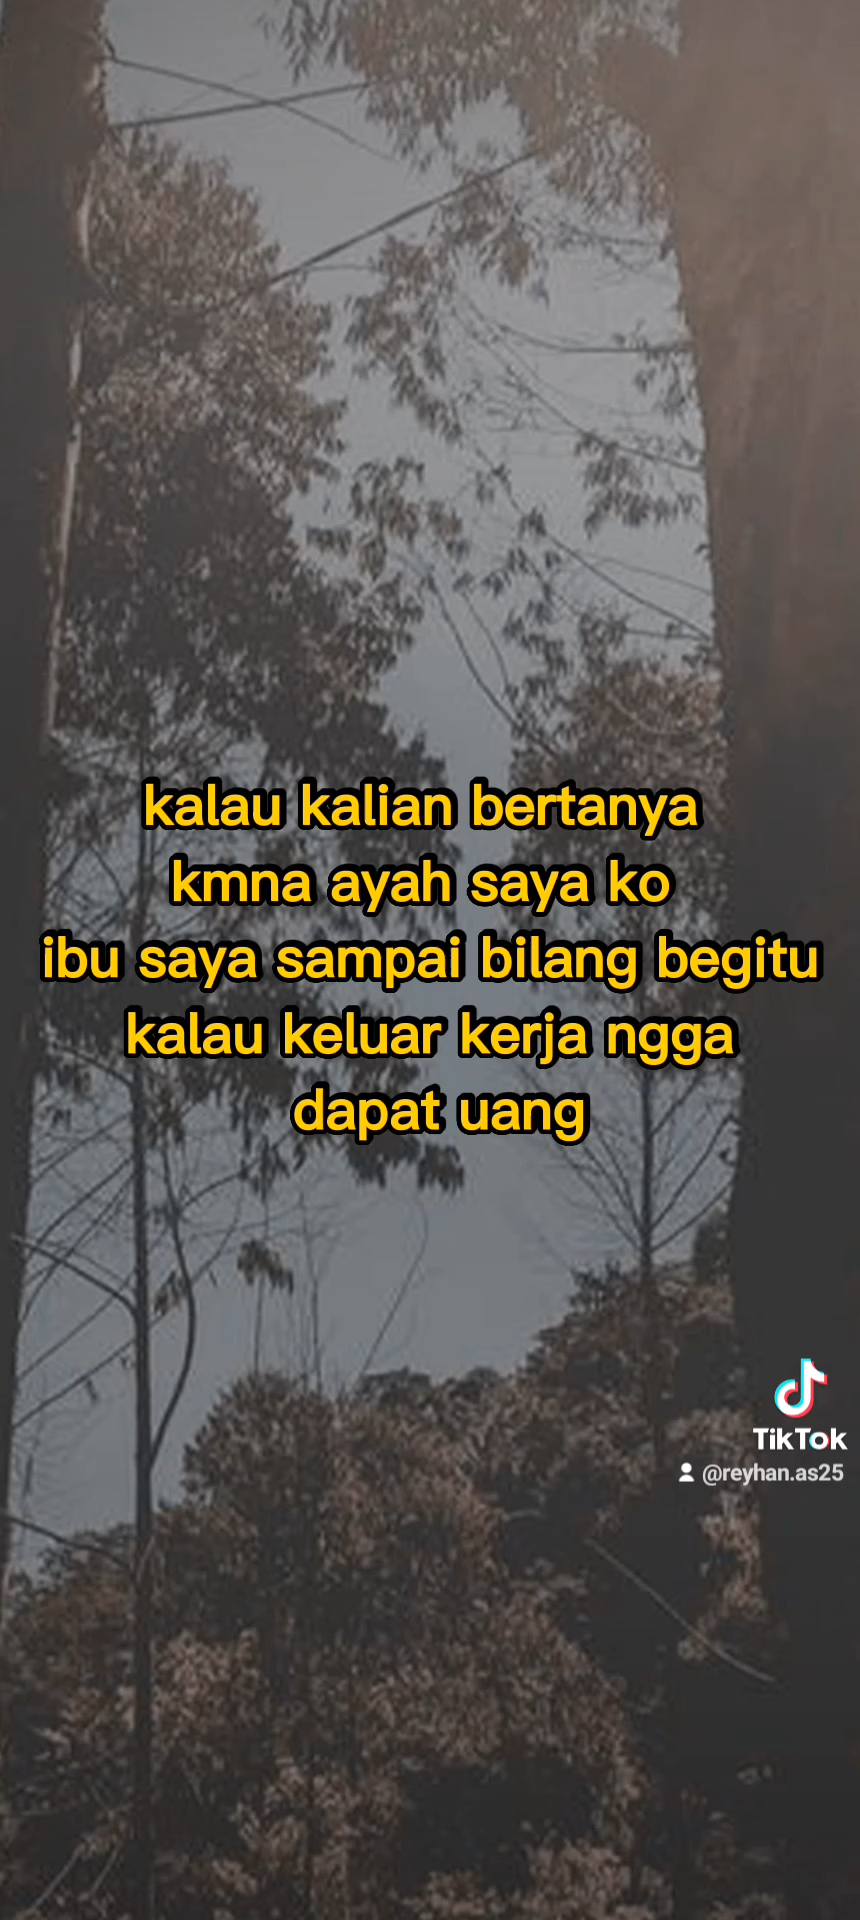 kalau kalian bertanya
kmna ayah saya ko
ibu saya sampai bilang begitu
kalau keluar kerja ngga
dapat uang
TikTok
@reyhan.as25